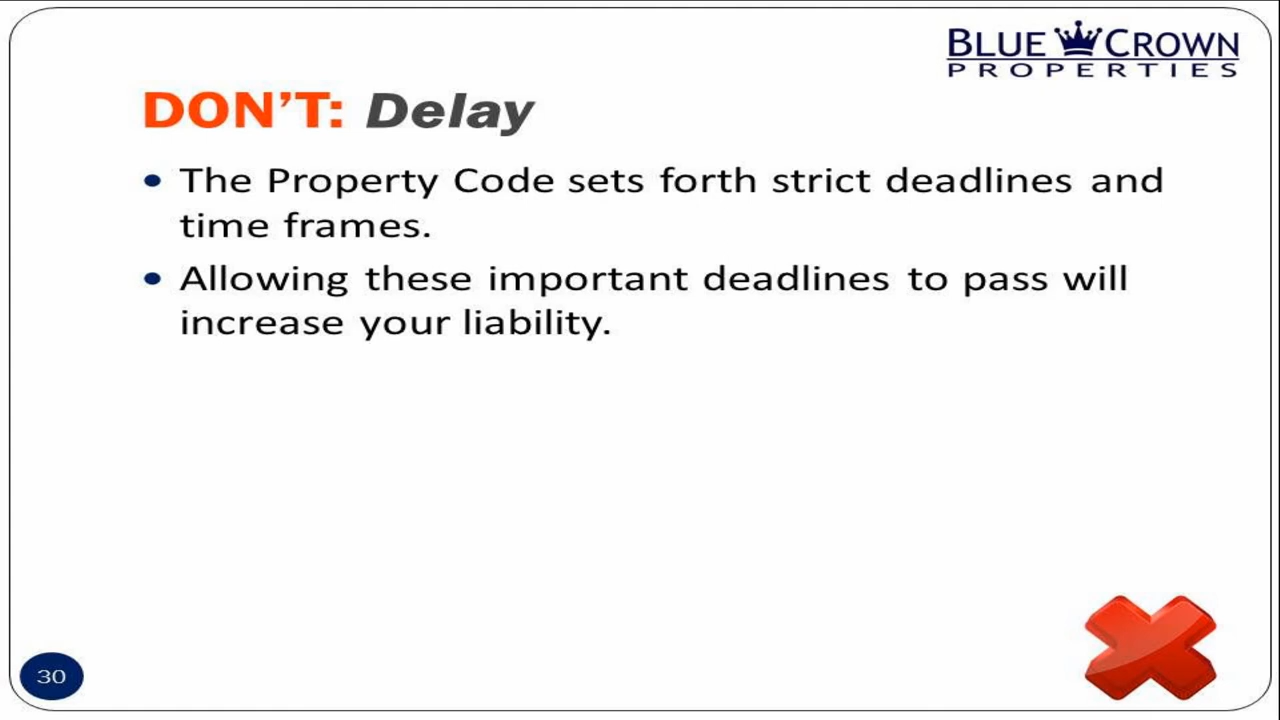 BLUE CROWN
PROPERTIES
DON'T: Delay
• The Property Code sets forth strict deadlines and
time frames.
• Allowing these important deadlines to pass will
increase your liability.
30